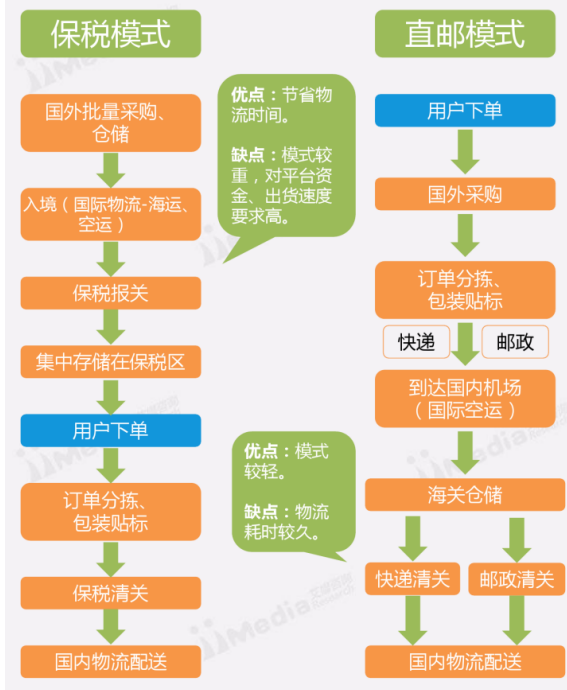 保税模式
国外批量采购、
仓储
入境（国际物流-海运、
空运）
保税报关
集中存储在保税区
用户下单
订单分拣、
包装贴标
保税清关
国内物流配送
优点：节省物
流时间。
缺点：模式较
重，对平台资
金、出货速度
要求高。
优点：模式
较轻。
缺点：物流
耗时较久。
直邮模式
用户下单
国外采购
订单分拣、
包装贴标
快递
邮政
到达国内机场
（国际空运）
海关仓储
快递清关
邮政清关
国内物流配送
iiMedia
Research
艾媒咨询